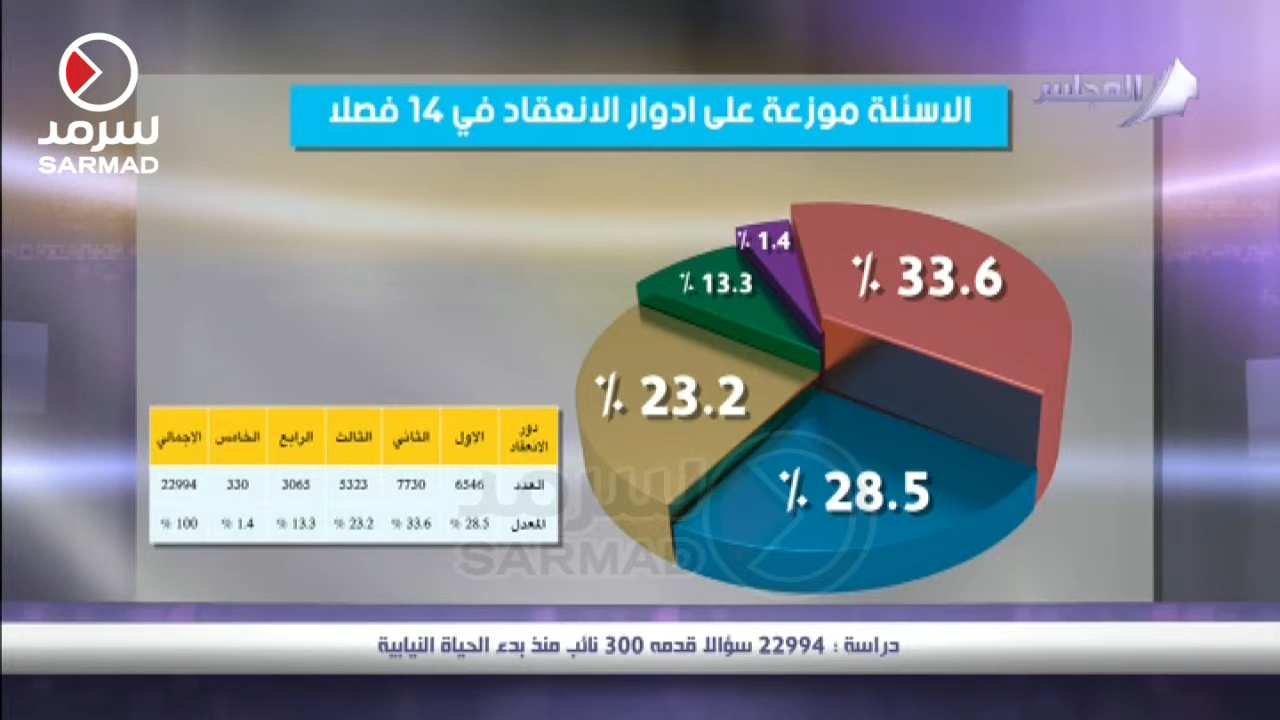 سرمد
SARMAD
المجلس
الاسئلة موزعة على ادوار الانعقاد في 14 فصلا
٪ 1.4
٪ 33.6
٪ 13.3
٪ 23.2
٪ 28.5
دور الانعقاد الاول الثاني الثالث الرابع الخامس الاجمالي
العدد 6546 7730 5323 3065 330 22994
المعدل 28.5 % 33.6 % 23.2 % 13.3 % 1.4 % 100 %
سرمد
SARMAD
دراسة : 22994 سؤالا قدمه 300 نائب منذ بدء الحياة النيابية